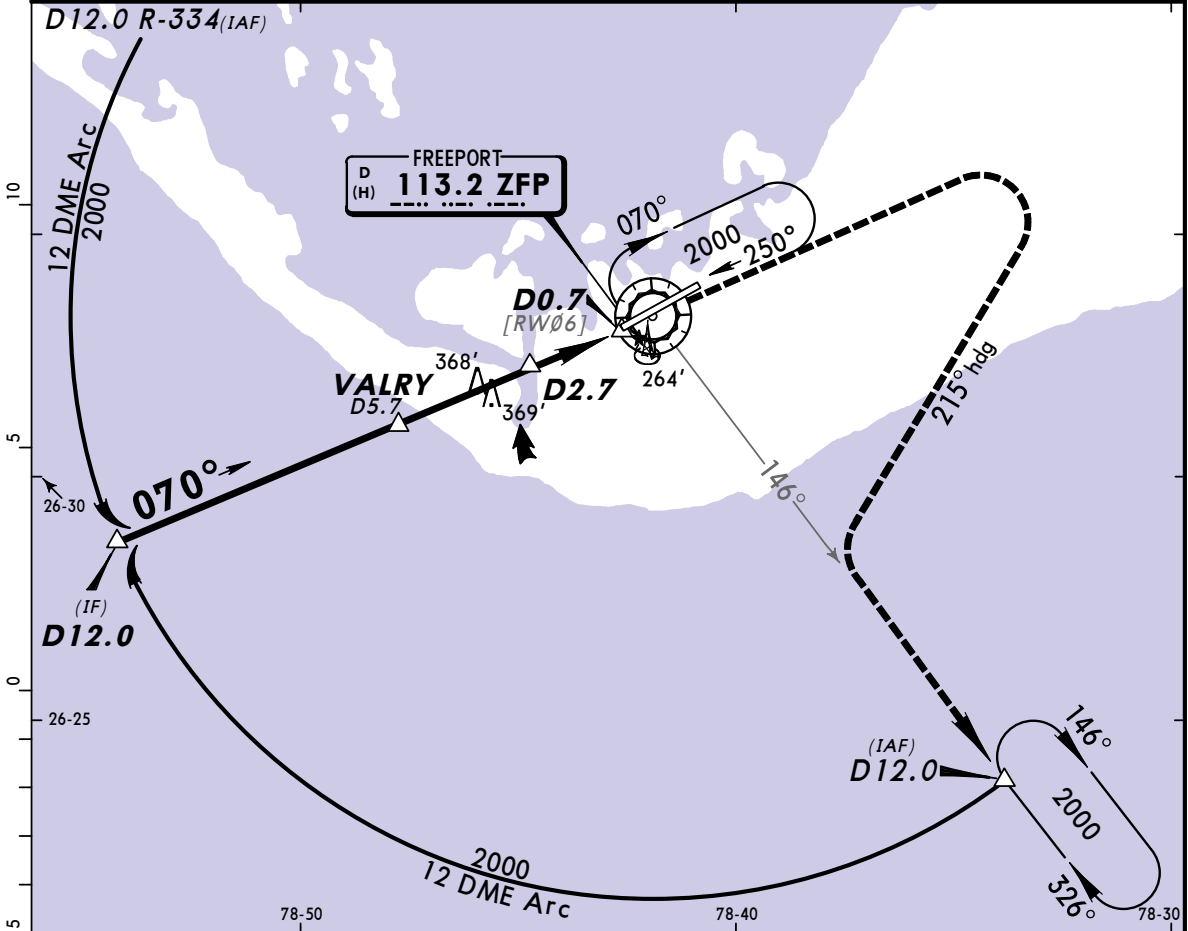 D12.0 R-334(IAF)
12 DME Arc
2000
FREEPORT
D
(H)
113.2 ZFP
070°
2000
250°
D0.7
[RWØ6]
264'
368'
VALRY
D5.7
D2.7
369'
215° hdg
146°
070°
(IF)
D12.0
(IAF)
D12.0
146°
2000
326°
2000
12 DME Arc
10
5
0
5
26-30
26-25
78-50
78-40
78-30